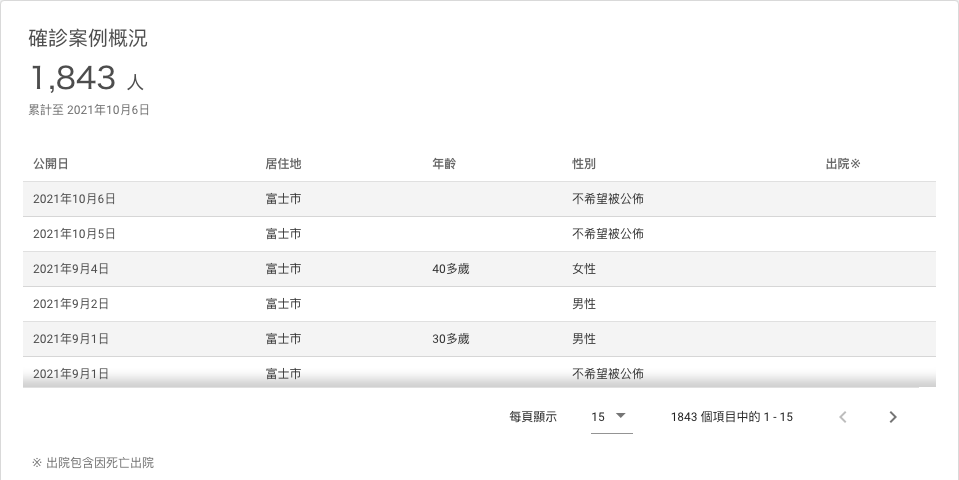 確診案例概況
1,843 人
累計至 2021年10月6日
公開日 居住地 年齡 性別 出院※
2021年10月6日 富士市 不希望被公佈
2021年10月5日 富士市 不希望被公佈
2021年9月4日 富士市 40多歲 女性
2021年9月2日 富士市 男性
2021年9月1日 富士市 30多歲 男性
2021年9月1日 富士市 不希望被公佈
每頁顯示 15 1843 個項目中的 1 - 15
※ 出院包含因死亡出院